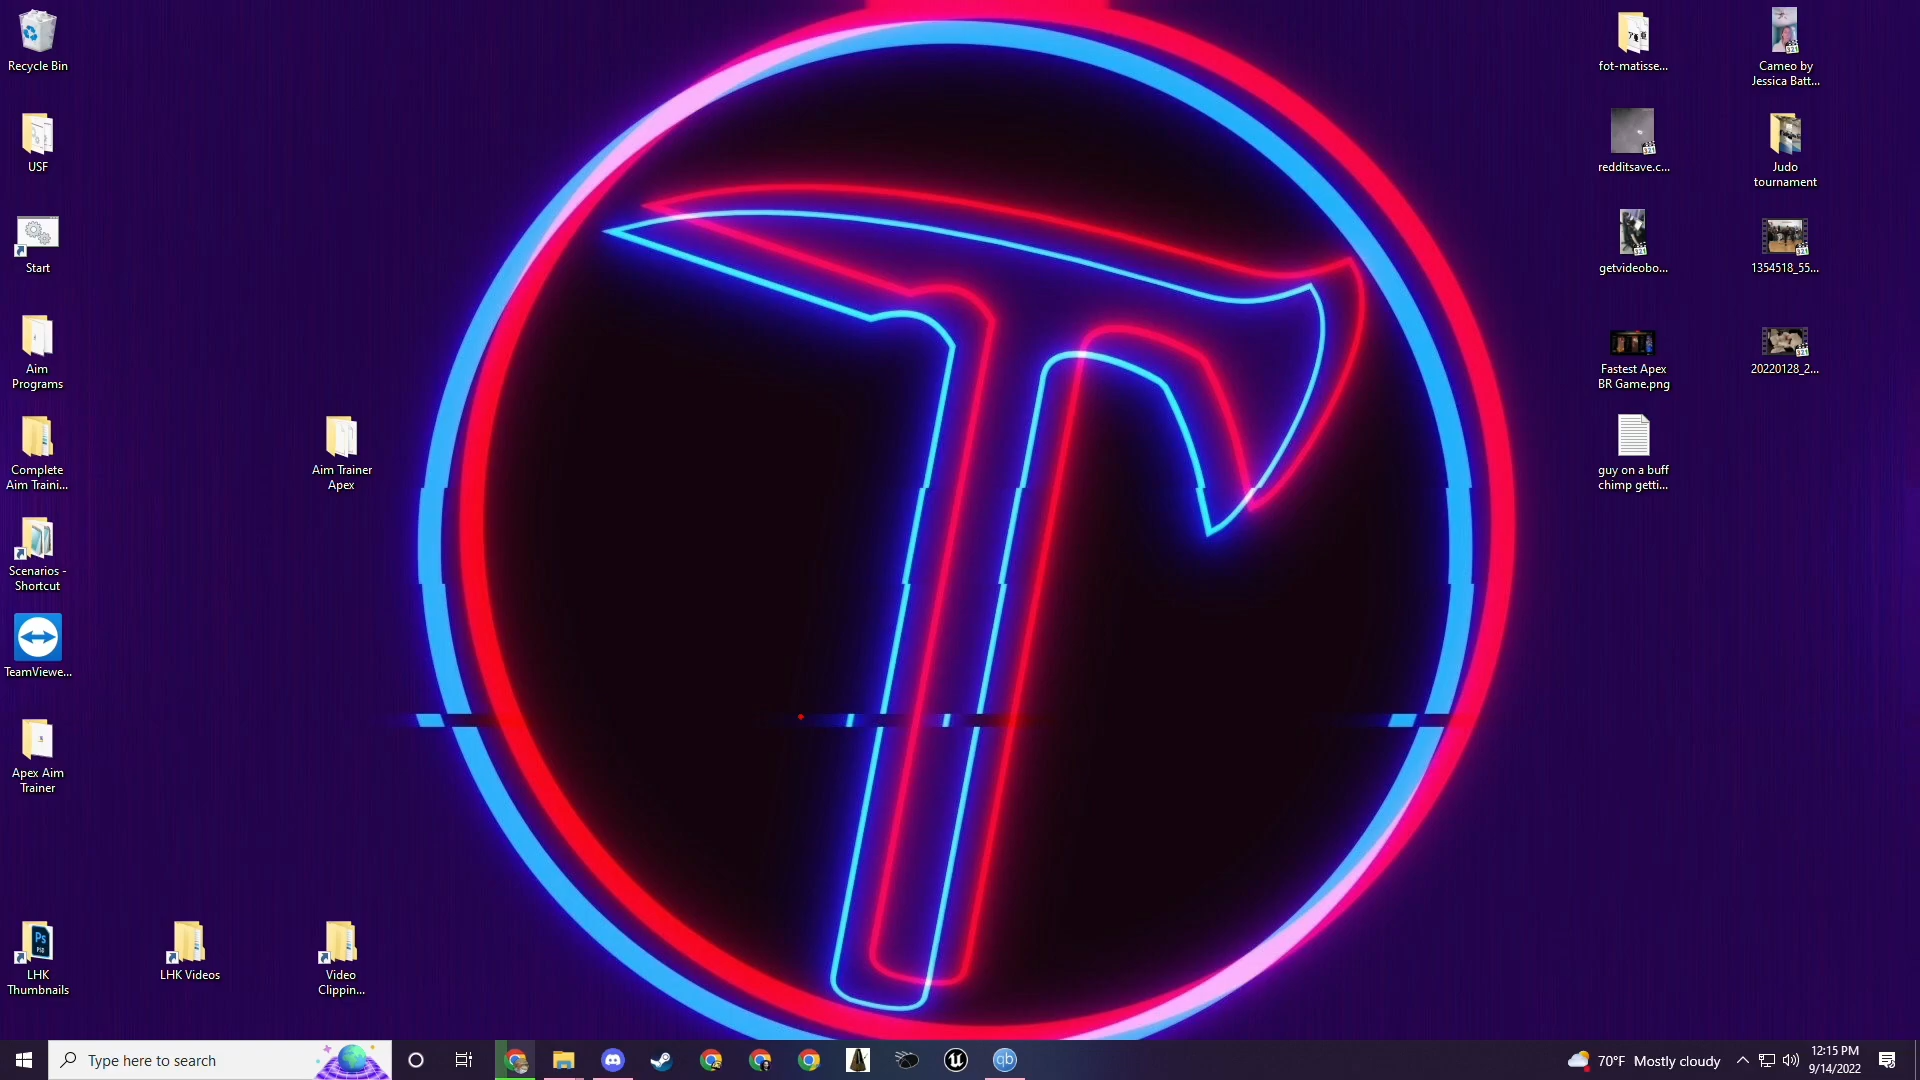 Recycle Bin
USF
Start
Aim
Programs
Complete
Aim Traini...
Scenarios -
Shortcut
TeamViewe...
Apex Aim
Trainer
LHK
Thumbnails
LHK Videos
Video
Clippin...
Aim Trainer
Apex
fot-matisse...
redditsave.c...
getvideobo...
Fastest Apex
BR Game.png
guy on a buff
chimp getti...
Cameo by
Jessica Batt...
Judo
tournament
1354518_55...
20220128_2...
Ps
Type here to search
qb
70°F Mostly cloudy
12:15 PM
9/14/2022